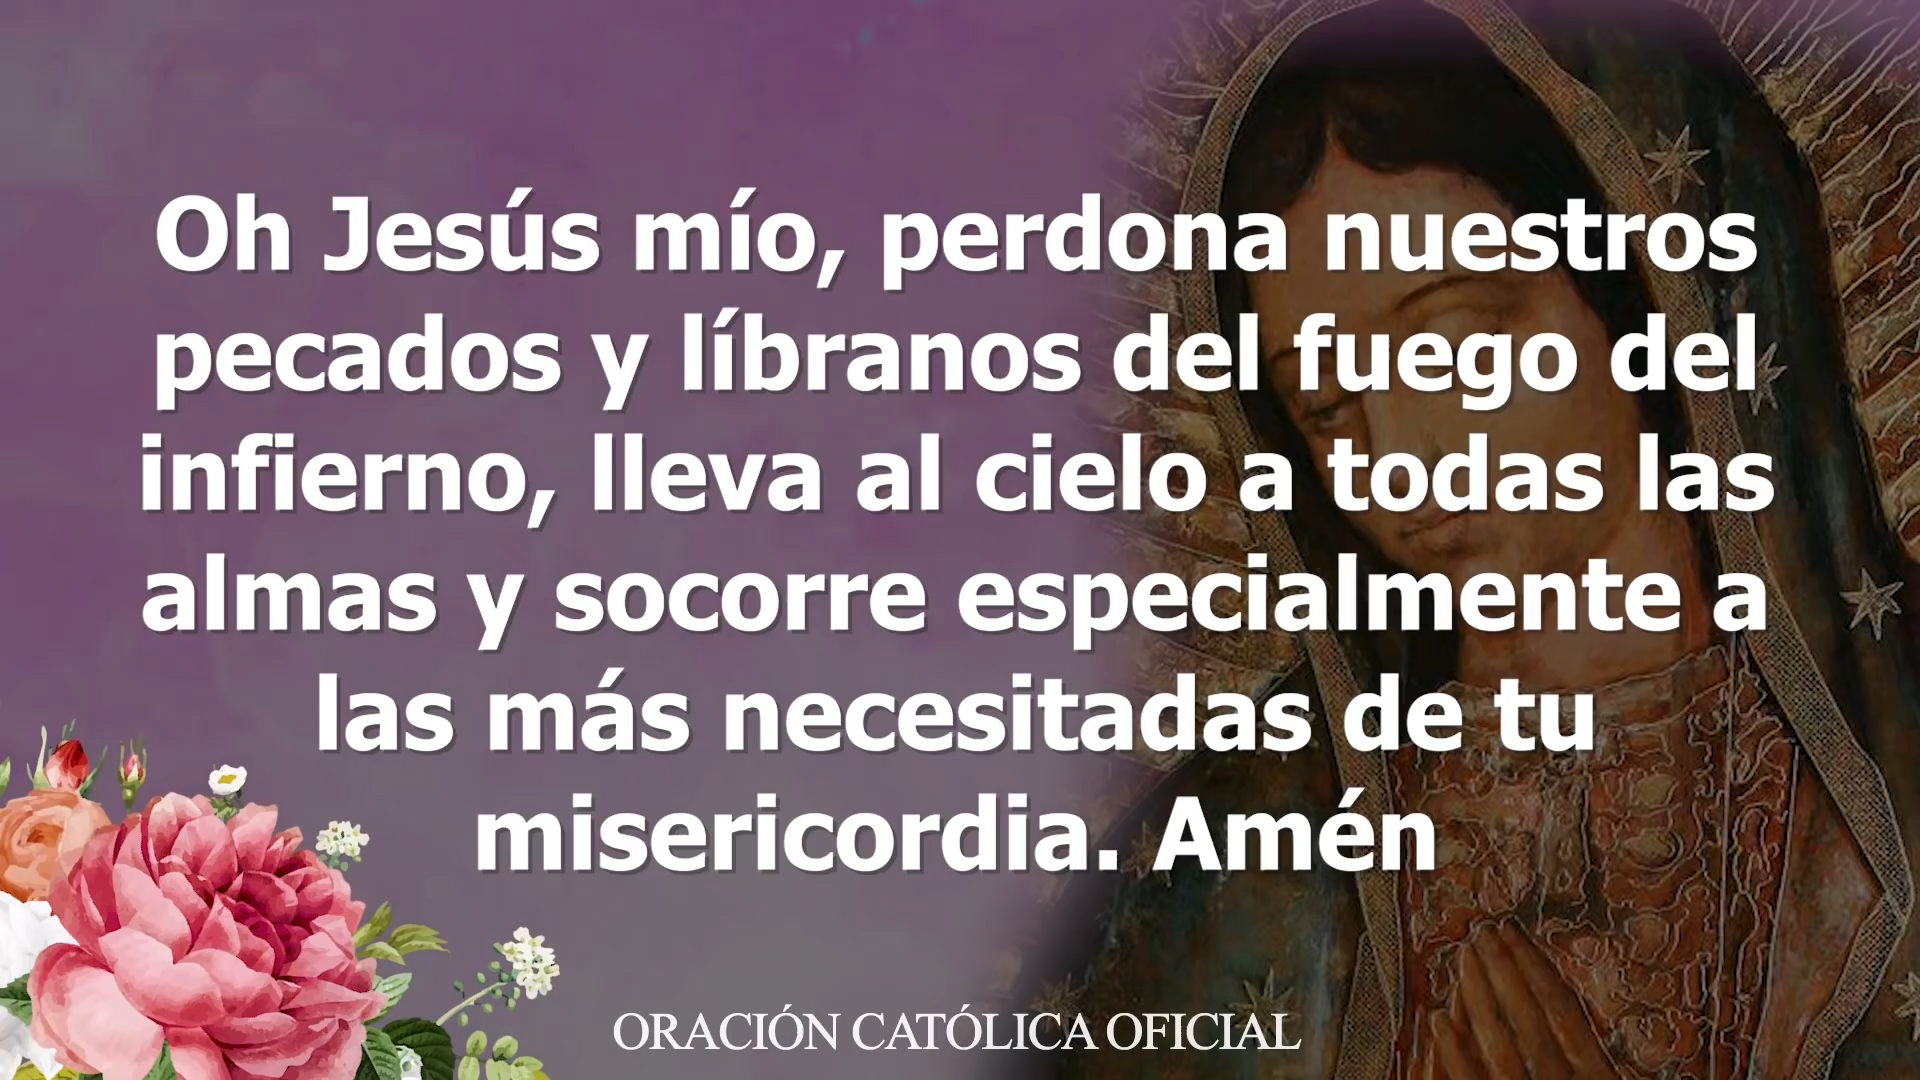 Oh Jesús mío, perdona nuestros
pecados y líbranos del fuego del
infierno, lleva al cielo a todas las
almas y socorre especialmente a
las más necesitadas de tu
misericordia. Amén
ORACIÓN CATÓLICA OFICIAL